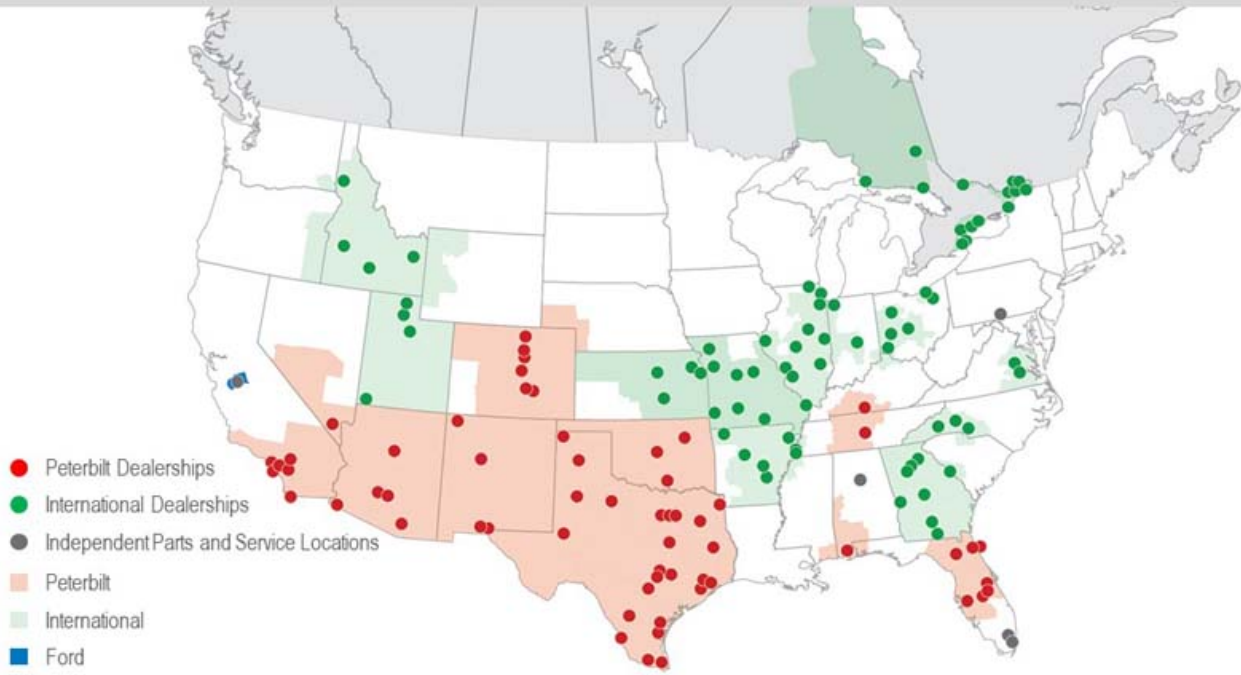 Peterbilt Dealerships
International Dealerships
Independent Parts and Service Locations
Peterbilt
International
Ford